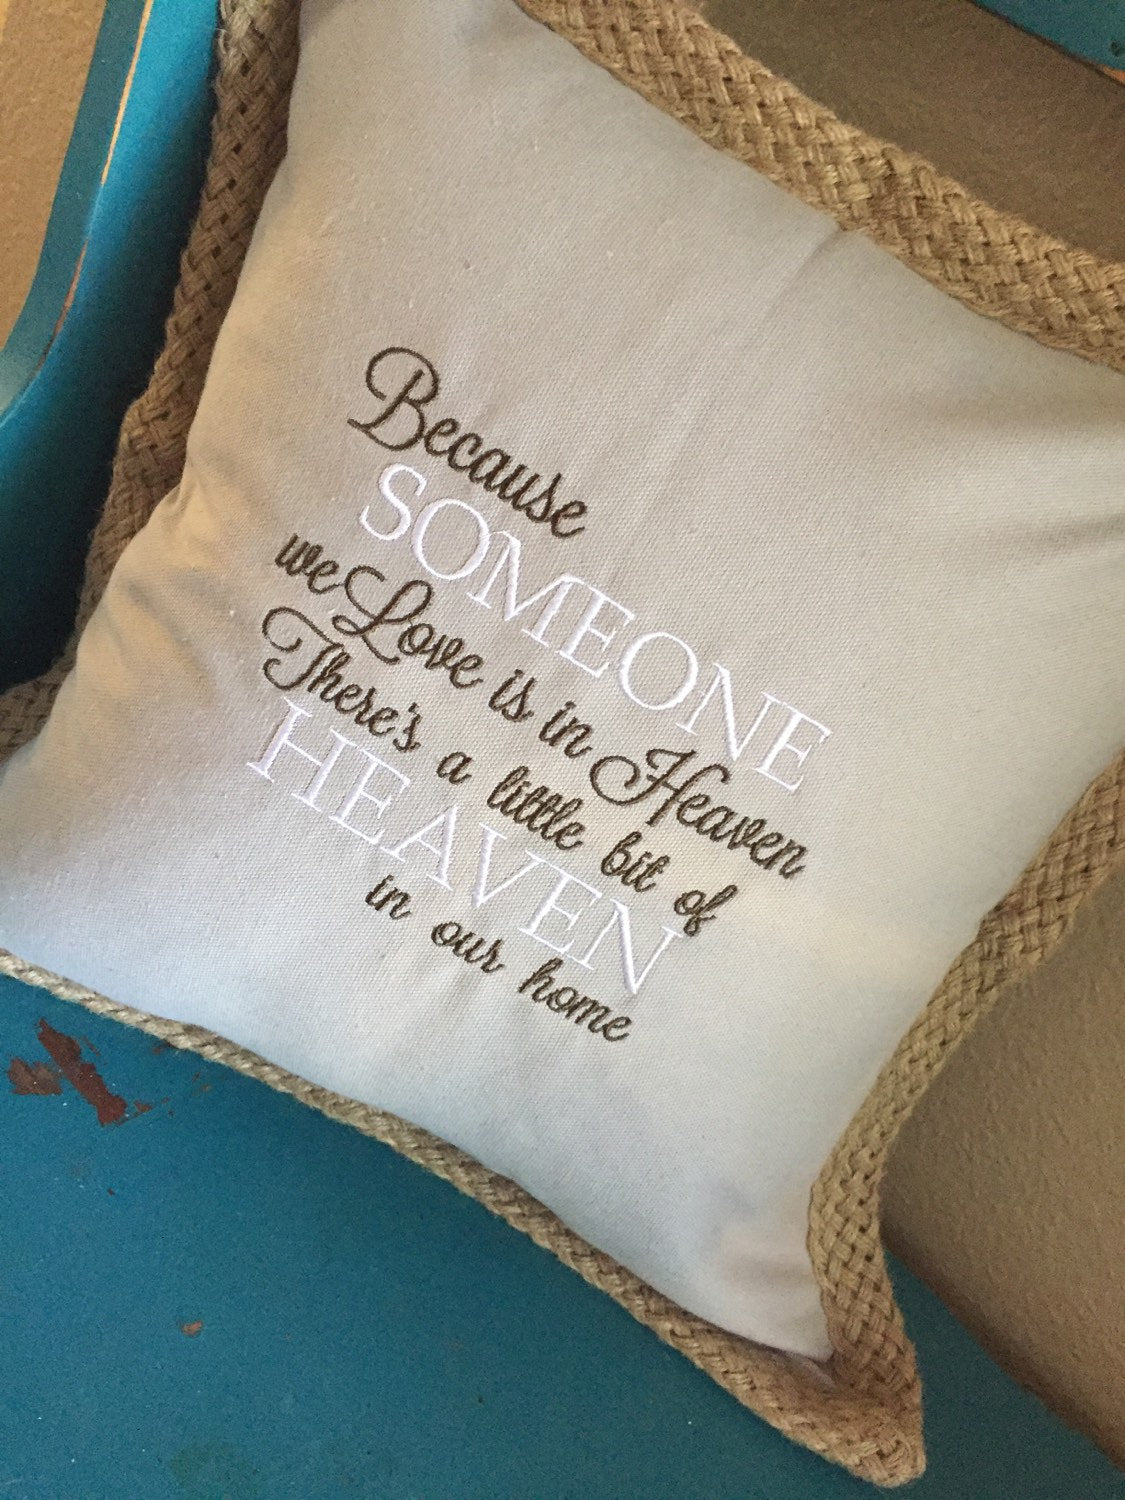 Because
SOMEONE
we Love is in Heaven
There's a little bit of
HEAVEN
in our home